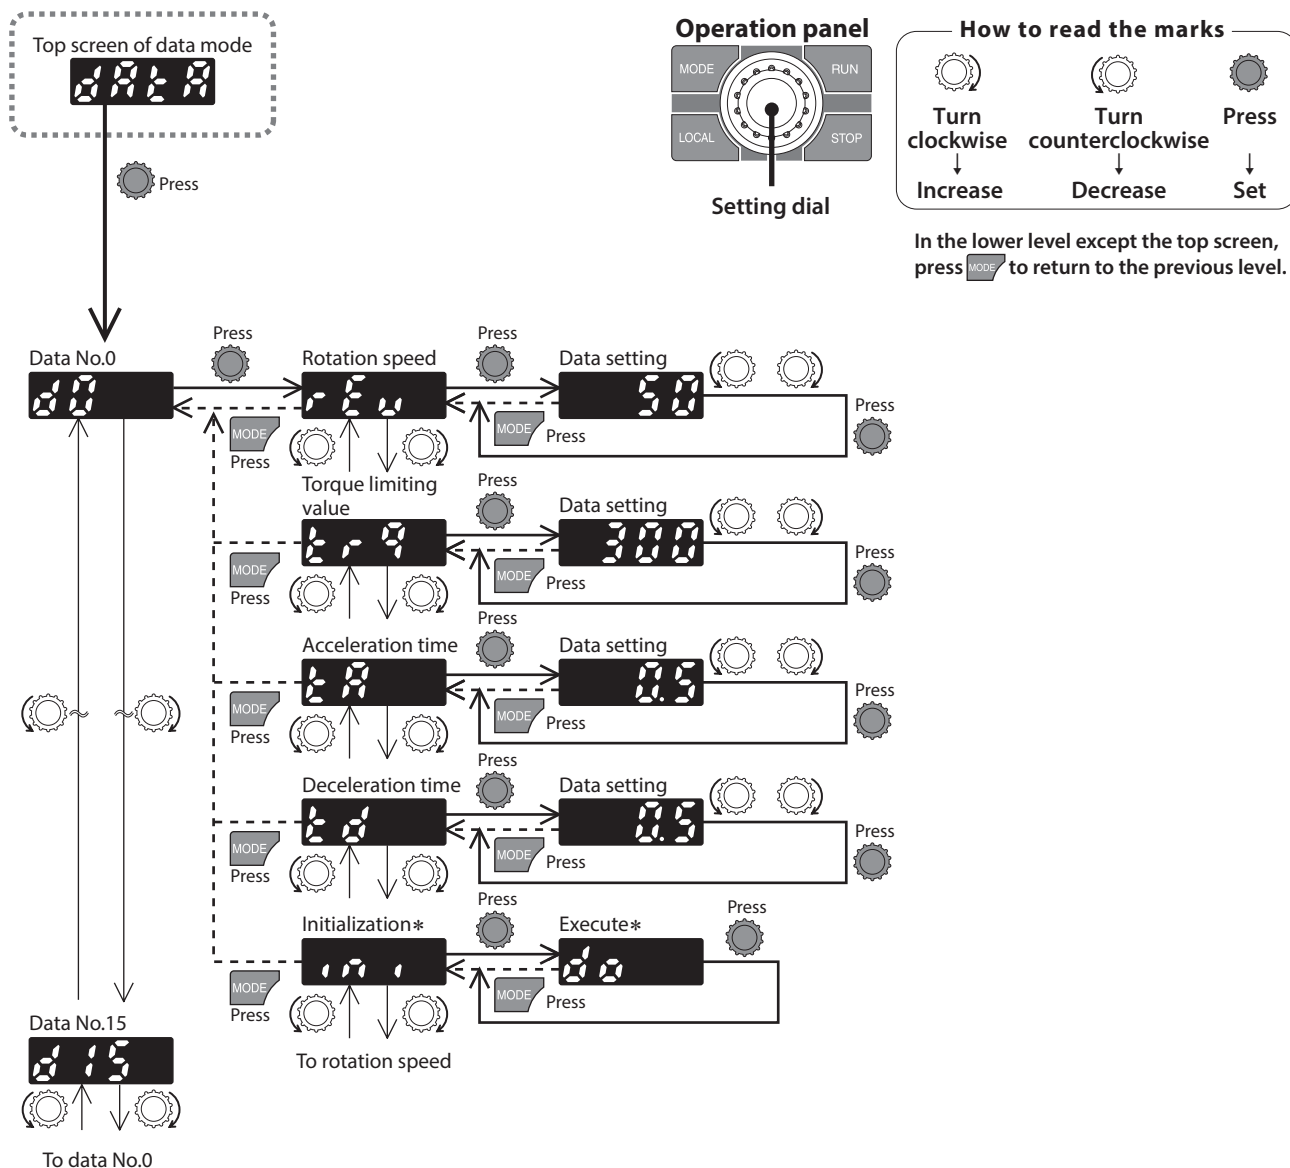 Top screen of data mode
dAtA
Press
Operation panel
MODE
RUN
LOCAL
STOP
Setting dial
How to read the marks
Turn
clockwise
Increase
Turn
counterclockwise
Decrease
Press
Set
In the lower level except the top screen,
press MODE to return to the previous level.
Data No.0
d0
Press
Rotation speed
rEv
Press
Data setting
50
Press
MODE
Press
MODE
Press
Torque limiting
value
trq
Press
Data setting
300
Press
MODE
Press
MODE
Press
Acceleration time
tA
Press
Data setting
0.5
Press
MODE
Press
MODE
Press
Deceleration time
td
Press
Data setting
0.5
Press
MODE
Press
MODE
Press
Initialization*
ini
Press
Execute*
do
Press
MODE
Press
MODE
Press
To rotation speed
Data No.15
d15
To data No.0